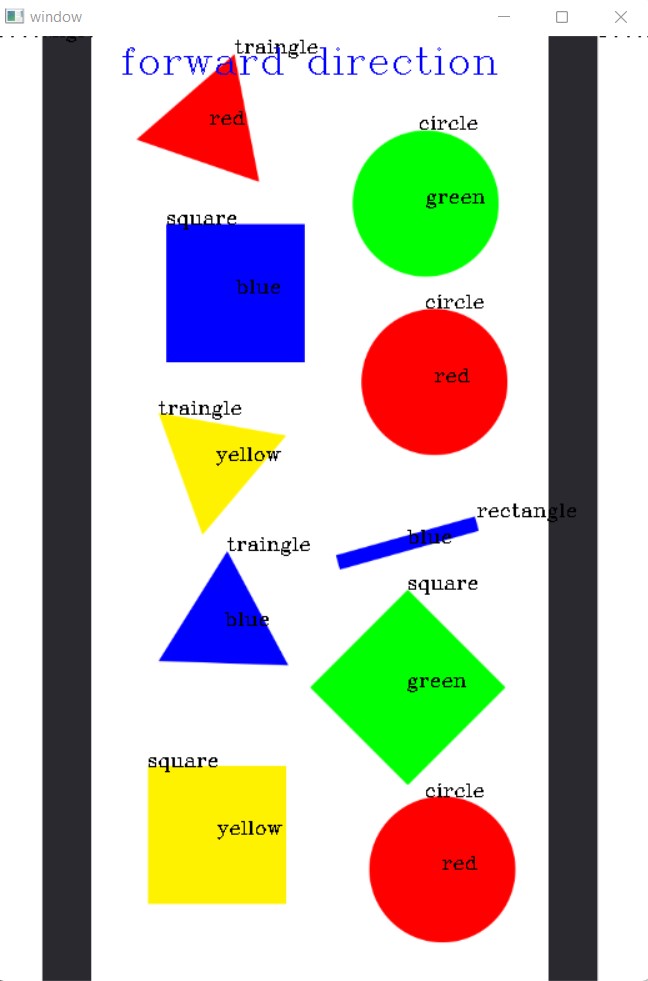 window
traingle
forward direction
red
circle
green
square
blue
circle
red
traingle
yellow
rectangle
blue
traingle
square
blue
green
square
circle
yellow
red